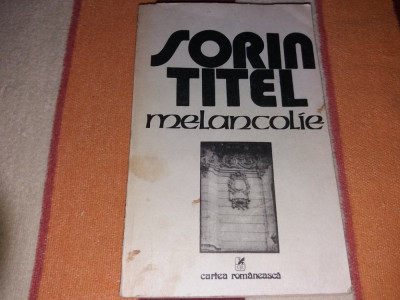 SORIN
TITEL
melancolie
cartea românească